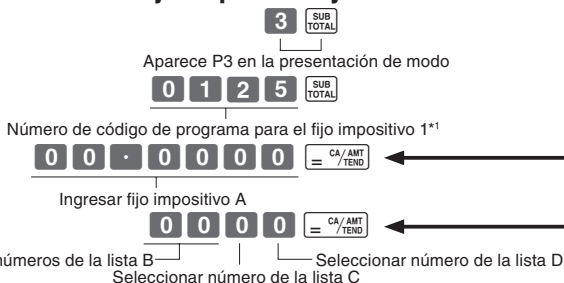 3 SUB TOTAL
Aparece P3 en la presentación de modo
0 1 2 5 SUB TOTAL
Número de código de programa para el fijo impositivo 1*1
0 0 · 0 0 0 0 = CA/AMT TEND
Ingresar fijo impositivo A
0 0 0 0 = CA/AMT TEND
números de la lista B
Seleccionar número de la lista D
Seleccionar número de la lista C